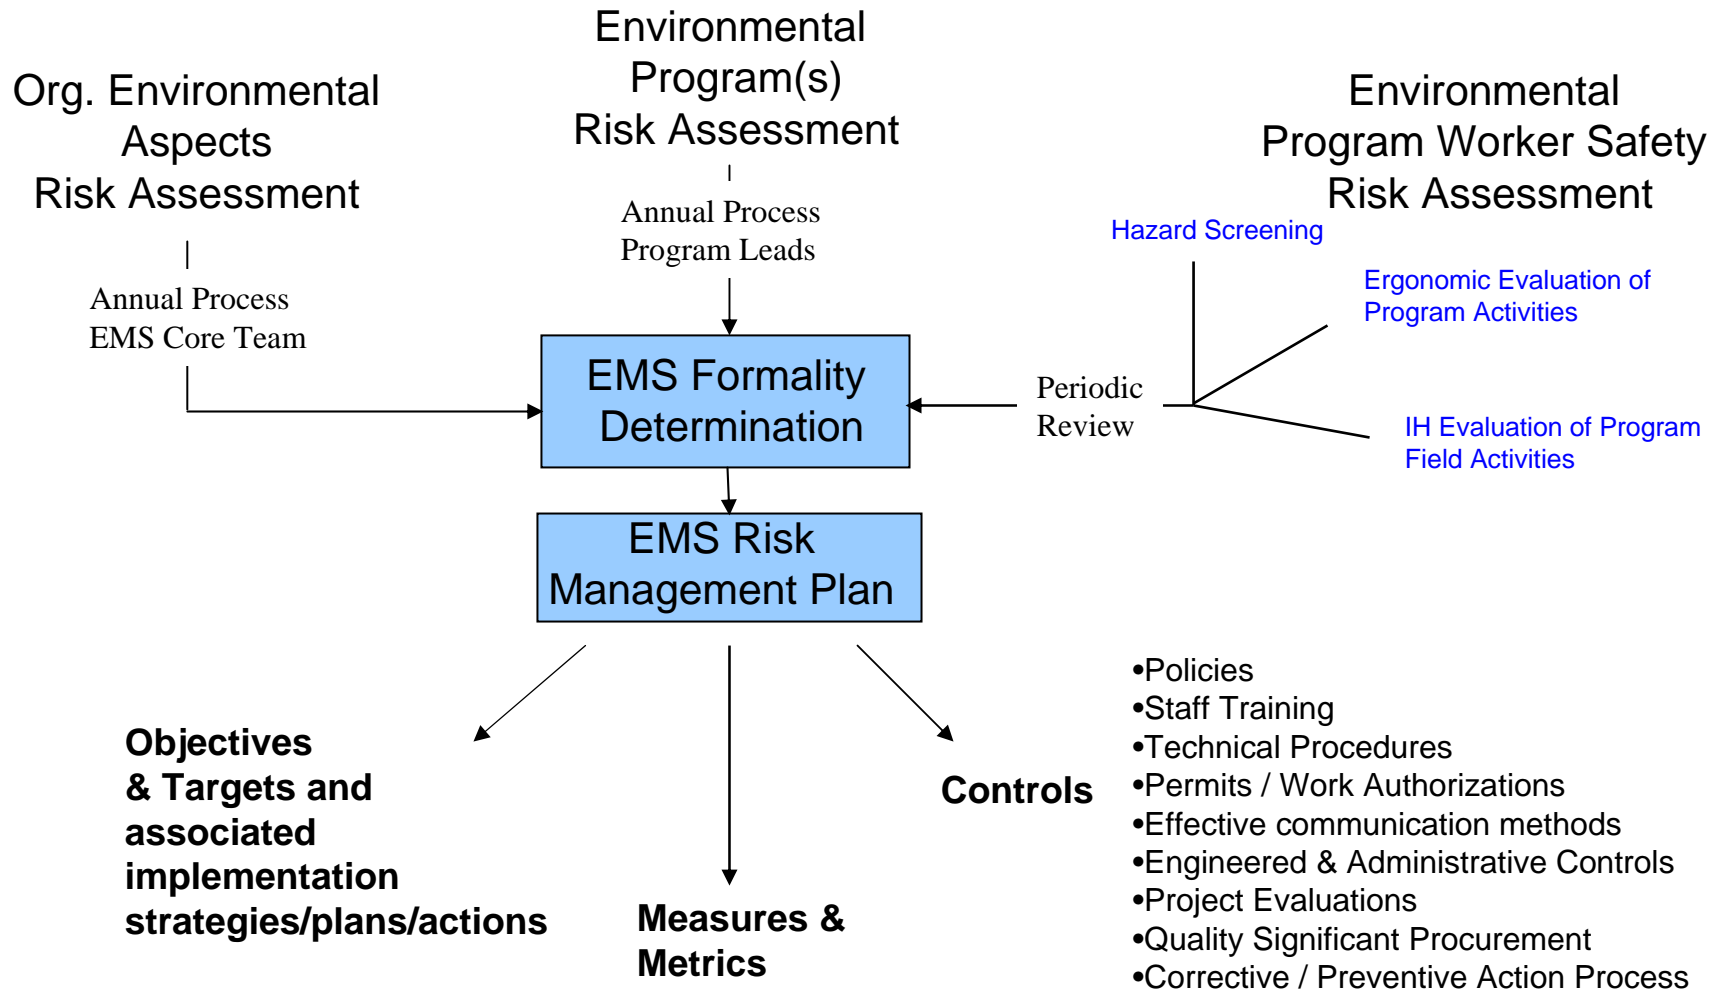 Org. Environmental
Aspects
Risk Assessment
Environmental
Program(s)
Risk Assessment
Environmental
Program Worker Safety
Risk Assessment
Annual Process
EMS Core Team
Annual Process
Program Leads
Hazard Screening
Ergonomic Evaluation of
Program Activities
IH Evaluation of Program
Field Activities
Periodic
Review
EMS Formality
Determination
EMS Risk
Management Plan
Objectives
& Targets and
associated
implementation
strategies/plans/actions
Measures &
Metrics
Controls
•Policies
•Staff Training
•Technical Procedures
•Permits / Work Authorizations
•Effective communication methods
•Engineered & Administrative Controls
•Project Evaluations
•Quality Significant Procurement
•Corrective / Preventive Action Process